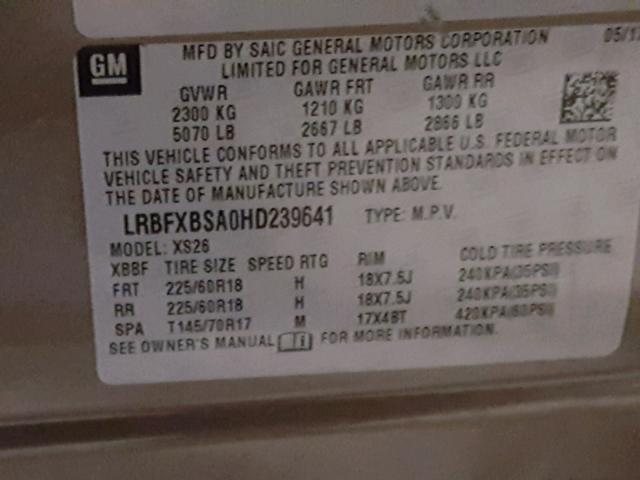 GM
MFD BY SAIC GENERAL MOTORS CORPORATION
LIMITED FOR GENERAL MOTORS LLC
GVWR GAWR FRT GAWR RR
2300 KG 1210 KG 1300 KG
5070 LB 2667 LB 2866 LB
THIS VEHICLE CONFORMS TO ALL APPLICABLE U.S. FEDERAL MOTOR
VEHICLE SAFETY AND THEFT PREVENTION STANDARDS IN EFFECT ON
THE DATE OF MANUFACTURE SHOWN ABOVE.
LRBFXBSA0HD239641 TYPE: M.P.V.
MODEL: XS26
XBBF TIRE SIZE SPEED RTG RIM COLD TIRE PRESSURE
FRT 225/60R18 H 18X7.5J 240KPA(35PSI)
RR 225/60R18 H 18X7.5J 240KPA(35PSI)
SPA T145/70R17 M 17X4BT 420KPA(60PSI)
SEE OWNER'S MANUAL FOR MORE INFORMATION.